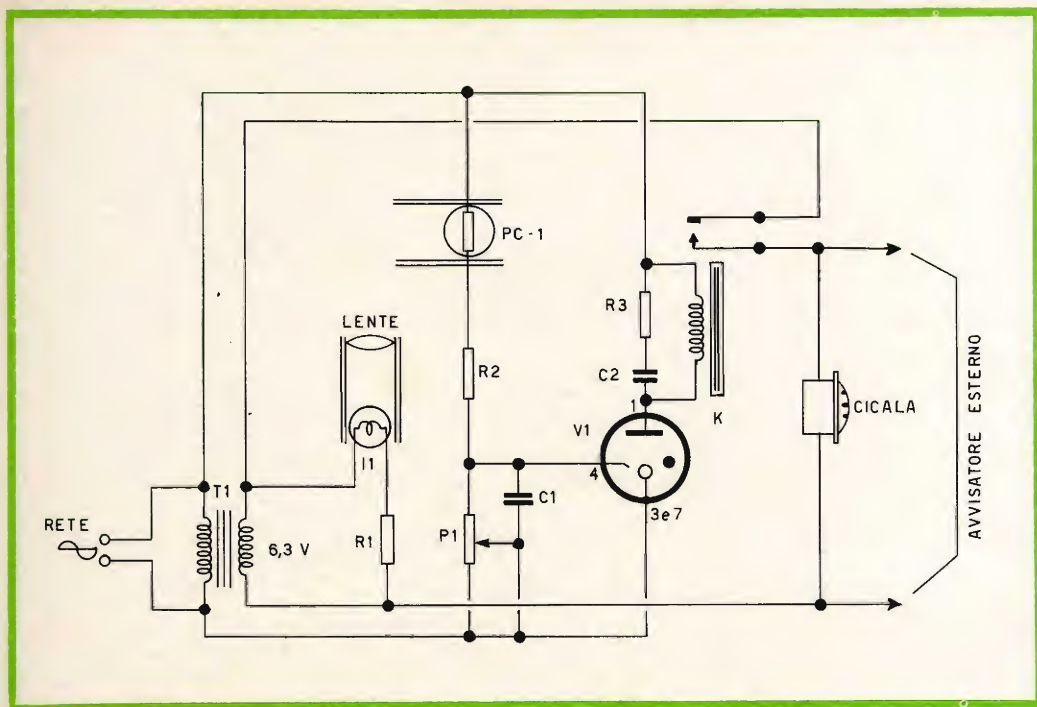 PC-1
LENTE
R3
R2
C2
1
K
V1
CICALA
I1
4
T1
C1
3e7
RETE
6,3 V
R1
P1
AVVISATORE ESTERNO